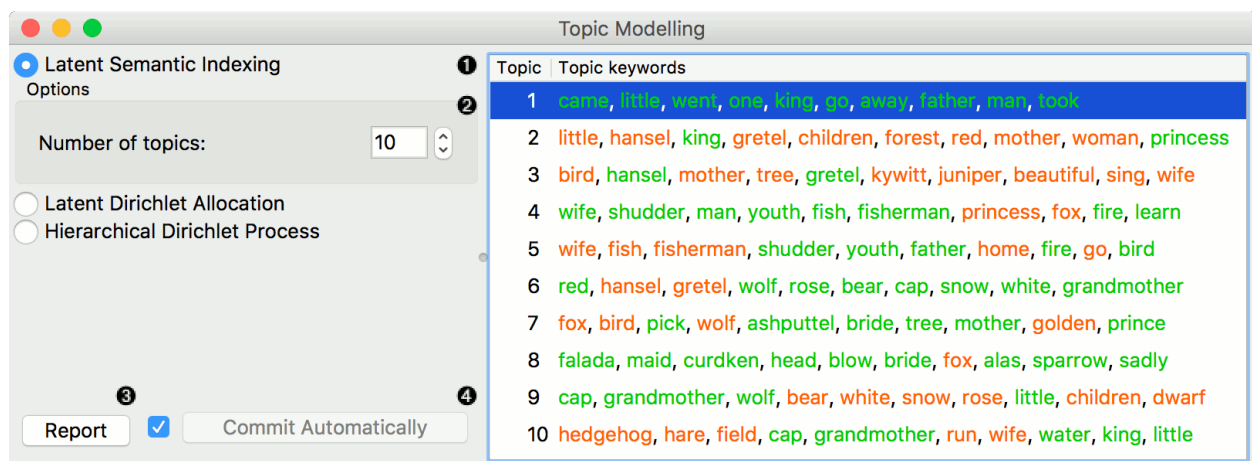 Topic Modelling
Latent Semantic Indexing
❶
Options
❷
Number of topics:
10
Latent Dirichlet Allocation
Hierarchical Dirichlet Process
❸
❹
Report
Commit Automatically
Topic Topic keywords
1 came, little, went, one, king, go, away, father, man, took
2 little, hansel, king, gretel, children, forest, red, mother, woman, princess
3 bird, hansel, mother, tree, gretel, kywitt, juniper, beautiful, sing, wife
4 wife, shudder, man, youth, fish, fisherman, princess, fox, fire, learn
5 wife, fish, fisherman, shudder, youth, father, home, fire, go, bird
6 red, hansel, gretel, wolf, rose, bear, cap, snow, white, grandmother
7 fox, bird, pick, wolf, ashputtel, bride, tree, mother, golden, prince
8 falada, maid, curdken, head, blow, bride, fox, alas, sparrow, sadly
9 cap, grandmother, wolf, bear, white, snow, rose, little, children, dwarf
10 hedgehog, hare, field, cap, grandmother, run, wife, water, king, little